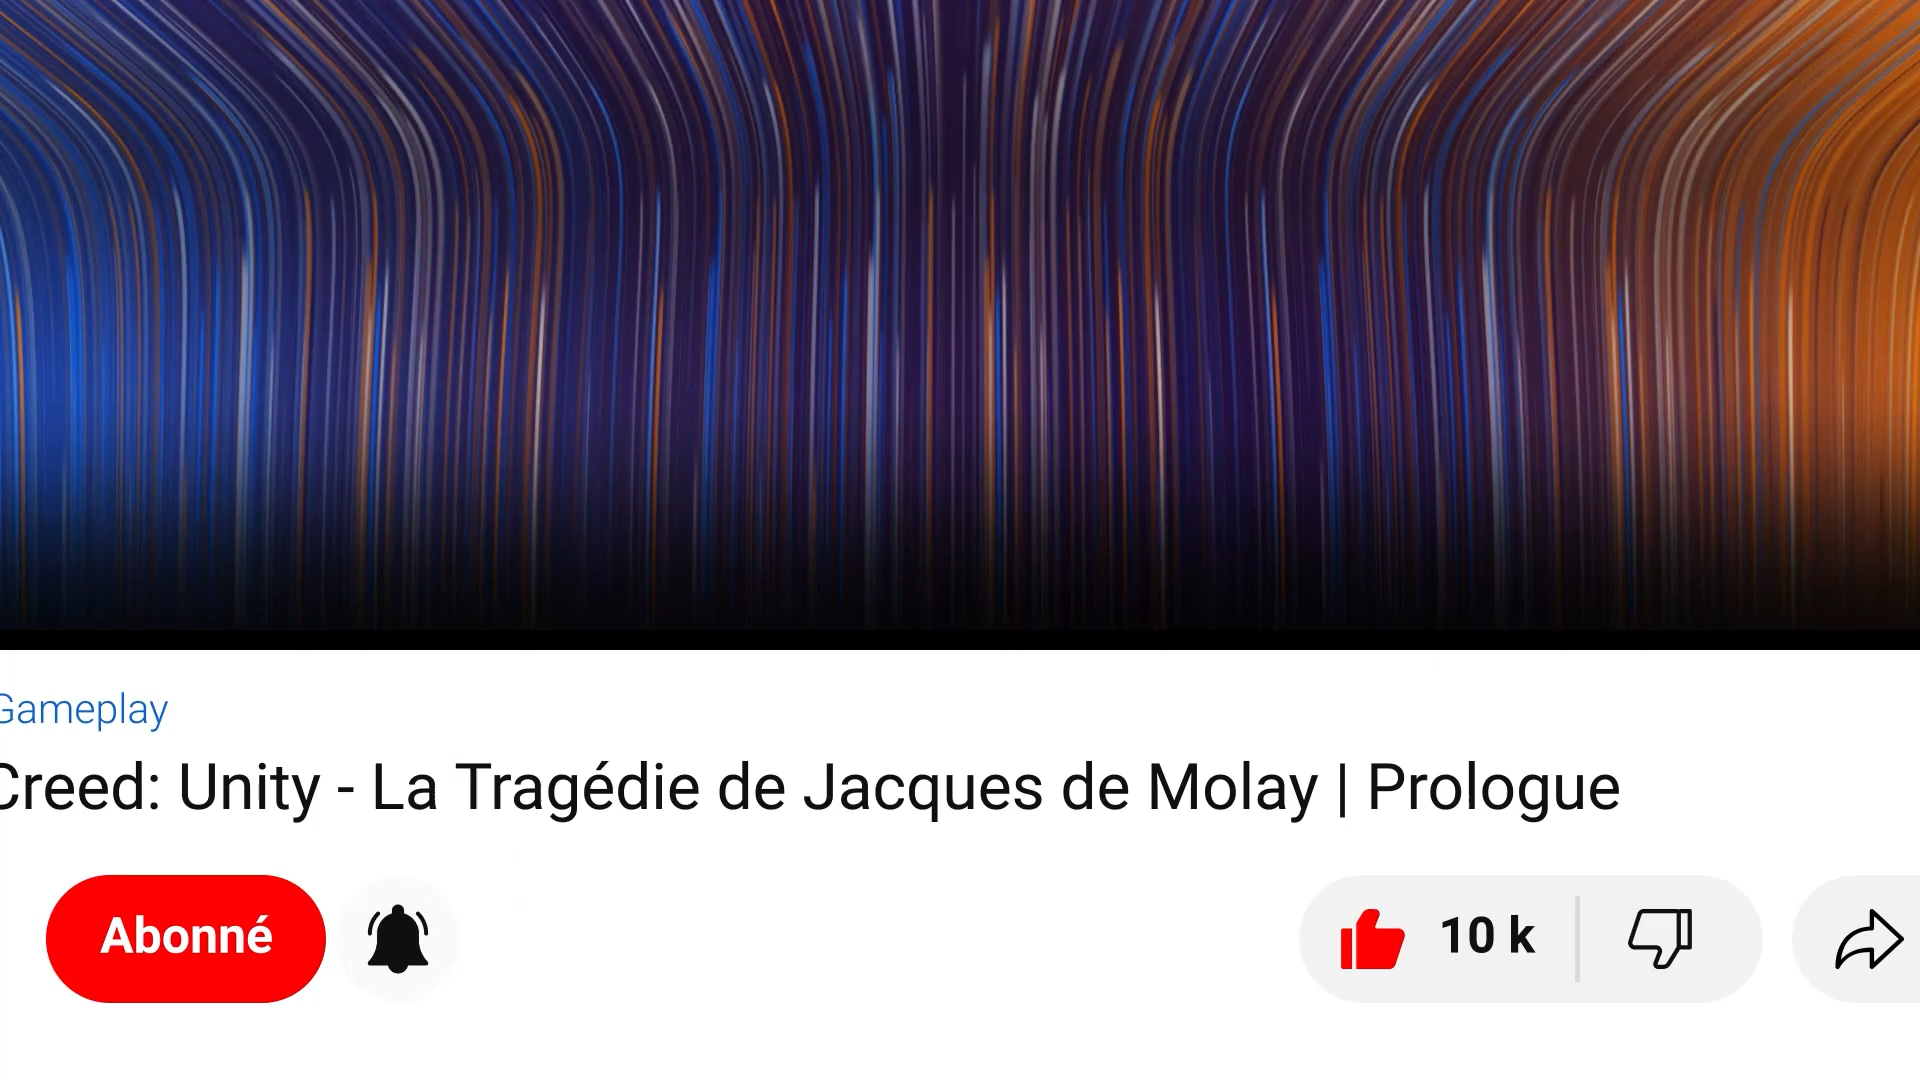 Gameplay
Creed: Unity - La Tragédie de Jacques de Molay | Prologue
Abonné
10 k